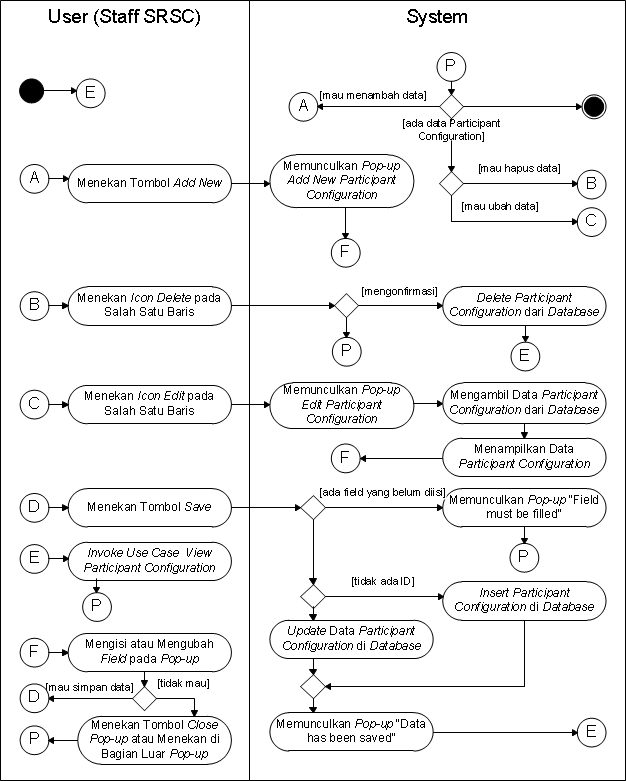 User (Staff SRSC)
System
E
P
[mau menambah data]
A
[ada data Participant
Configuration]
A
Menekan Tombol Add New
Memunculkan Pop-up
Add New Participant
Configuration
F
[mau hapus data]
B
[mau ubah data]
C
B
Menekan Icon Delete pada
Salah Satu Baris
[mengonfirmasi]
P
Delete Participant
Configuration dari Database
E
C
Menekan Icon Edit pada
Salah Satu Baris
Memunculkan Pop-up
Edit Participant
Configuration
Mengambil Data Participant
Configuration dari Database
F
Menampilkan Data
Participant Configuration
D
Menekan Tombol Save
[ada field yang belum diisi]
Memunculkan Pop-up "Field
must be filled"
P
E
Invoke Use Case View
Participant Configuration
P
[tidak ada ID]
Insert Participant
Configuration di Database
Update Data Participant
Configuration di Database
F
Mengisi atau Mengubah
Field pada Pop-up
[mau simpan data]
[tidak mau]
D
P
Menekan Tombol Close
Pop-up atau Menekan di
Bagian Luar Pop-up
Memunculkan Pop-up "Data
has been saved"
E